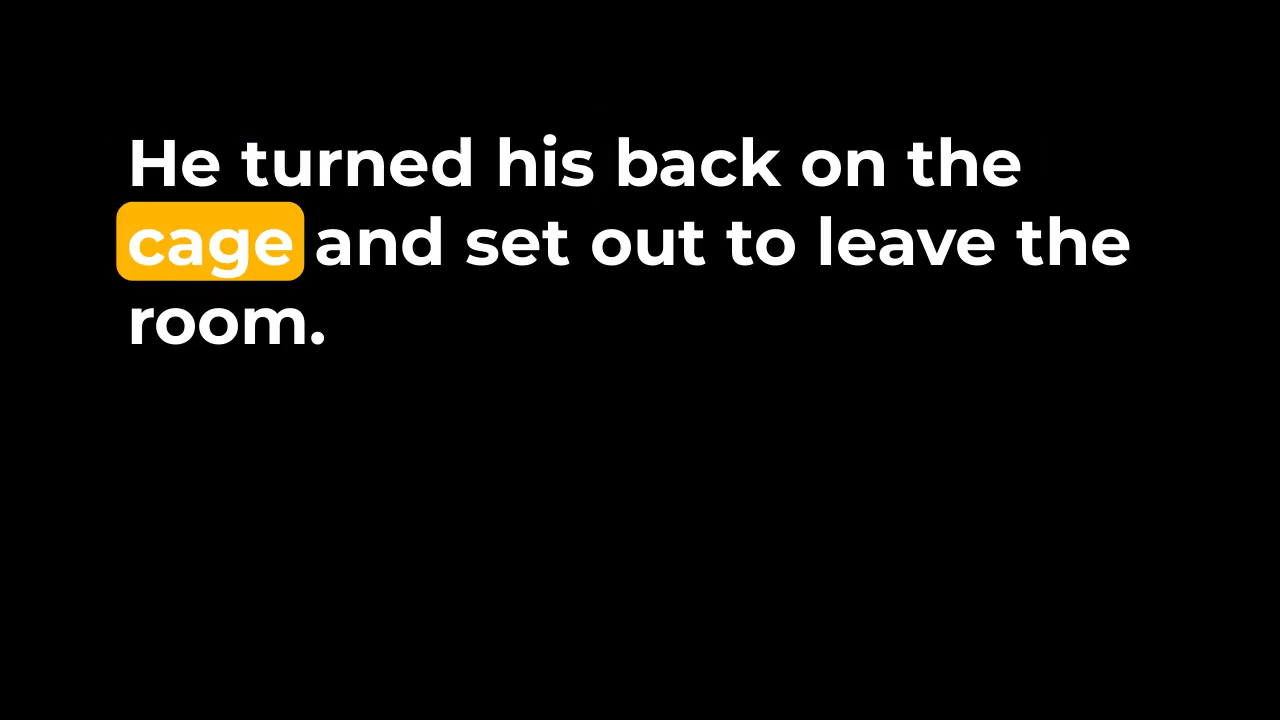 He turned his back on the
cage and set out to leave the
room.